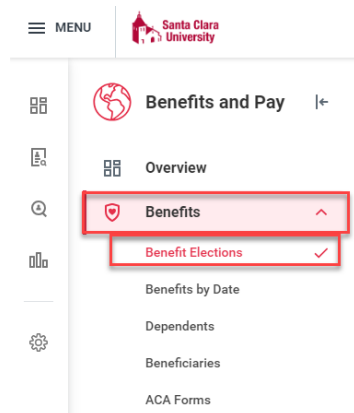 MENU
Santa Clara
University
Benefits and Pay
Overview
Benefits
Benefit Elections
Benefits by Date
Dependents
Beneficiaries
ACA Forms